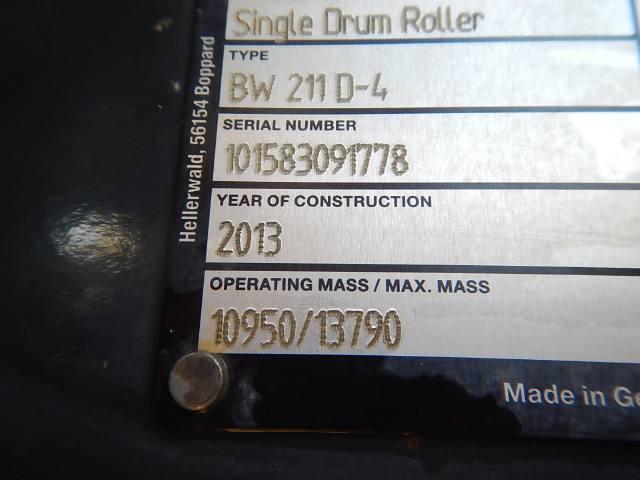 Single Drum Roller
TYPE
BW 211 D-4
SERIAL NUMBER
101583091778
YEAR OF CONSTRUCTION
2013
OPERATING MASS / MAX. MASS
10950/13790
Made in Ge
Hellerwald, 56154 Boppard